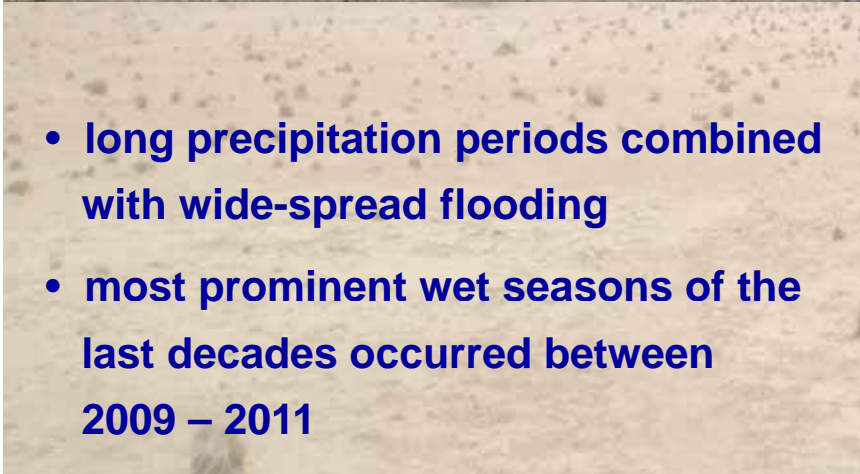 • long precipitation periods combined
with wide-spread flooding
• most prominent wet seasons of the
last decades occurred between
2009 – 2011